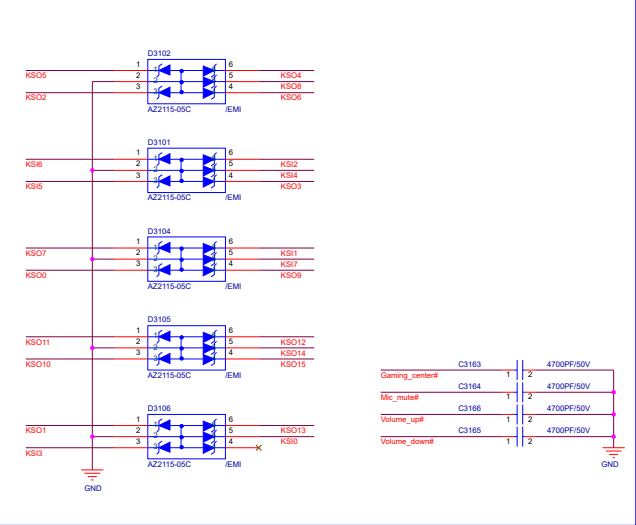 D3102
1 6
KSO5 2 5 KSO4
3 4 KSO8
KSO2 KSO6
AZ2115-05C /EMI
D3101
1 6
KSI6 2 5 KSI2
3 4 KSI4
KSI5 KSO3
AZ2115-05C /EMI
D3104
1 6
KSO7 2 5 KSI1
3 4 KSI7
KSO0 KSO9
AZ2115-05C /EMI
D3105
1 6
KSO11 2 5 KSO12
3 4 KSO14
KSO10 KSO15
AZ2115-05C /EMI
D3106
1 6
KSO1 2 5 KSO13
3 4 KSI0
KSI3
AZ2115-05C /EMI
GND
C3163 4700PF/50V
Gaming_center# 1 2
C3164 4700PF/50V
Mic_mute# 1 2
C3166 4700PF/50V
Volume_up# 1 2
C3165 4700PF/50V
Volume_down# 1 2
GND